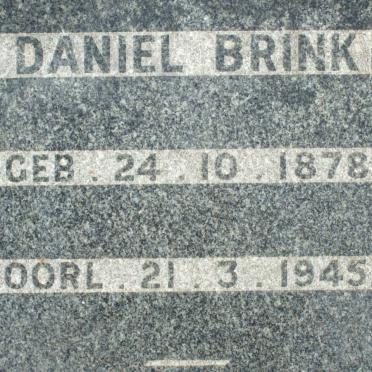 DANIEL BRINK
GEB . 24 . 10 . 1878
OORL . 21 . 3 . 1945